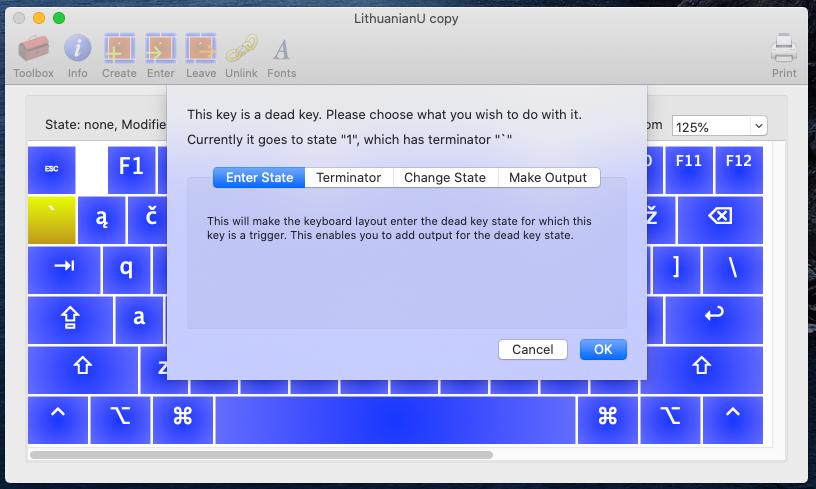 LithuanianU copy
Toolbox Info Create Enter Leave Unlink Fonts Print
This key is a dead key. Please choose what you wish to do with it.
Currently it goes to state "1", which has terminator "`"
State: none, Modifie
om 125%
Enter State Terminator Change State Make Output
This will make the keyboard layout enter the dead key state for which this
key is a trigger. This enables you to add output for the dead key state.
Cancel OK
ESC F1 0 F11 F12
` ą č ž ⌫
⇥ q ] \
⇪ a ↩
⇧ z ⇧
⌃ ⌥ ⌘ ⌘ ⌥ ⌃